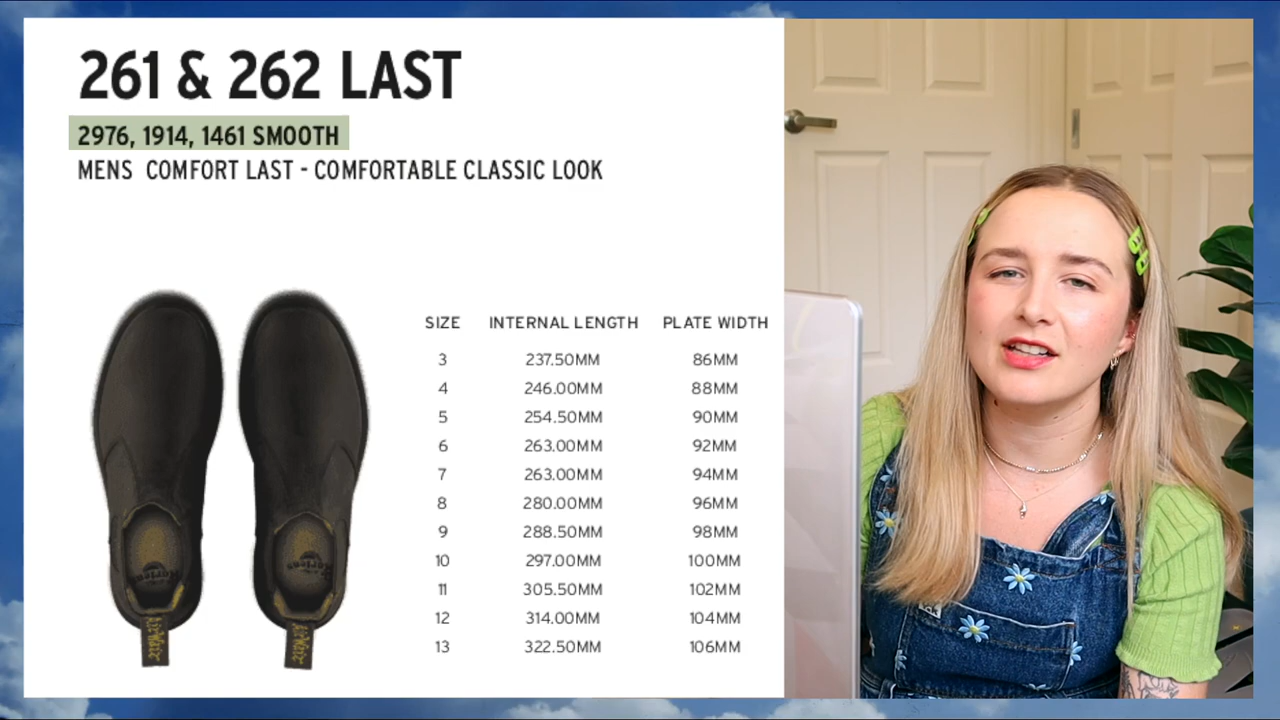 261 & 262 LAST
2976, 1914, 1461 SMOOTH
MENS COMFORT LAST - COMFORTABLE CLASSIC LOOK
SIZE INTERNAL LENGTH PLATE WIDTH
3 237.50MM 86MM
4 246.00MM 88MM
5 254.50MM 90MM
6 263.00MM 92MM
7 263.00MM 94MM
8 280.00MM 96MM
9 288.50MM 98MM
10 297.00MM 100MM
11 305.50MM 102MM
12 314.00MM 104MM
13 322.50MM 106MM